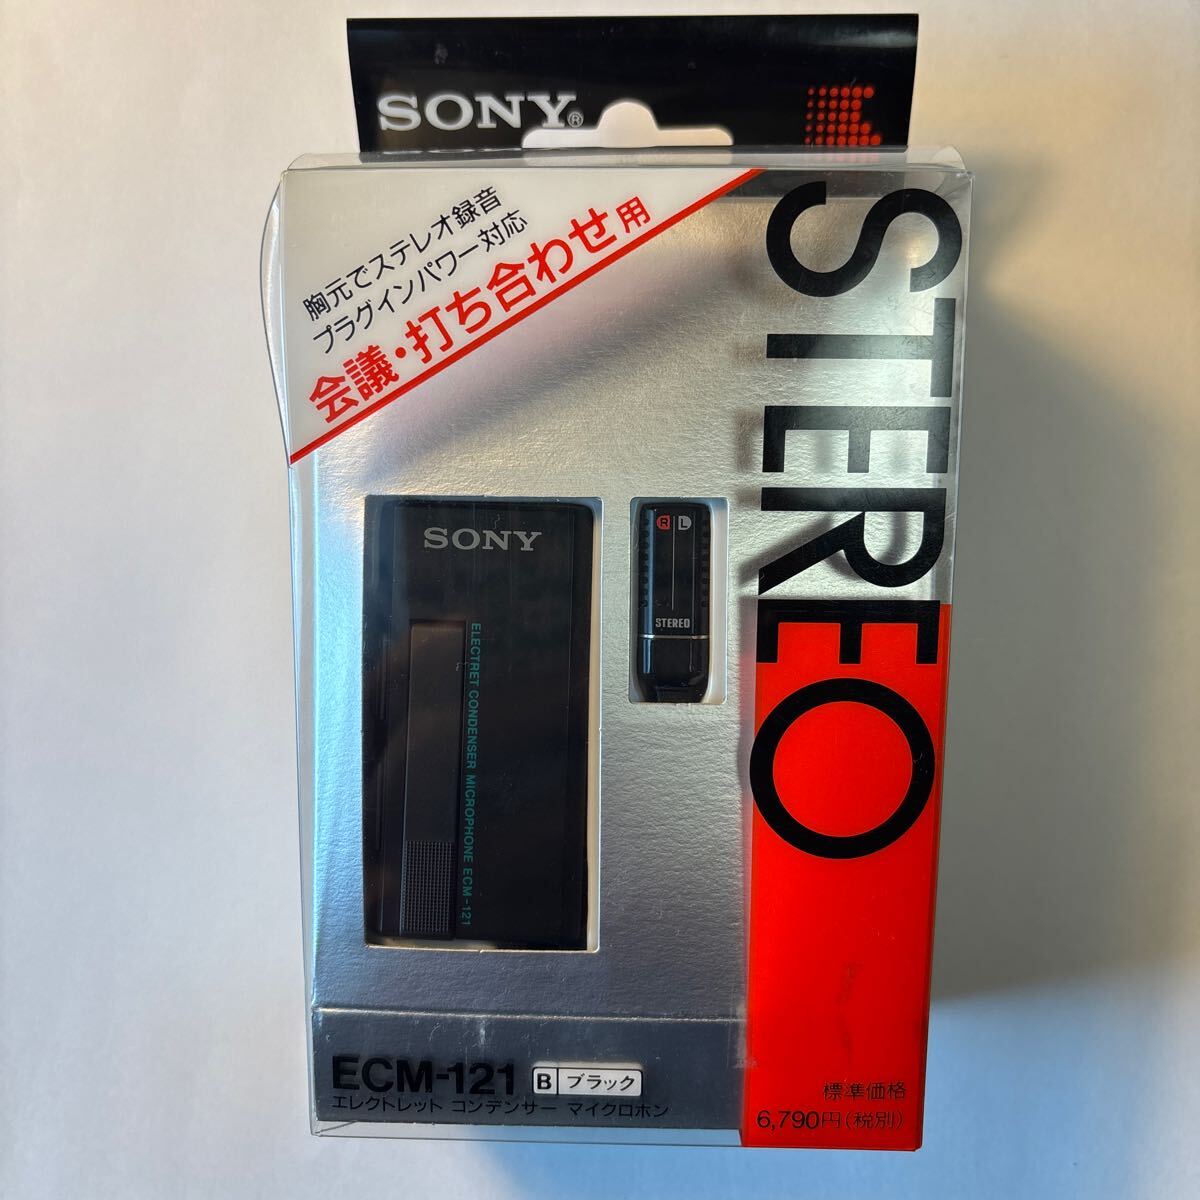 SONY®
胸元でステレオ録音
プラグインパワー対応
会議・打ち合わせ用
STEREO
SONY
ELECTRET CONDENSER MICROPHONE ECM-121
R L
STEREO
ECM-121 B ブラック
エレクトレット コンデンサー マイクロホン
標準価格
6,790円(税別)